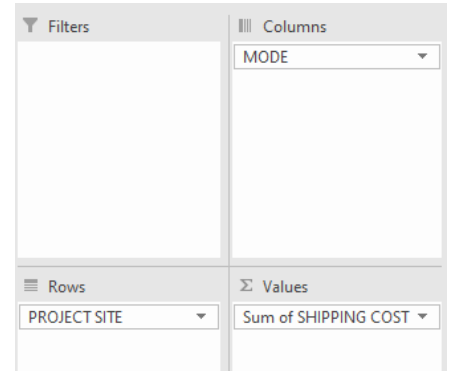 Filters
Columns
MODE
Rows
Σ Values
PROJECT SITE
Sum of SHIPPING COST